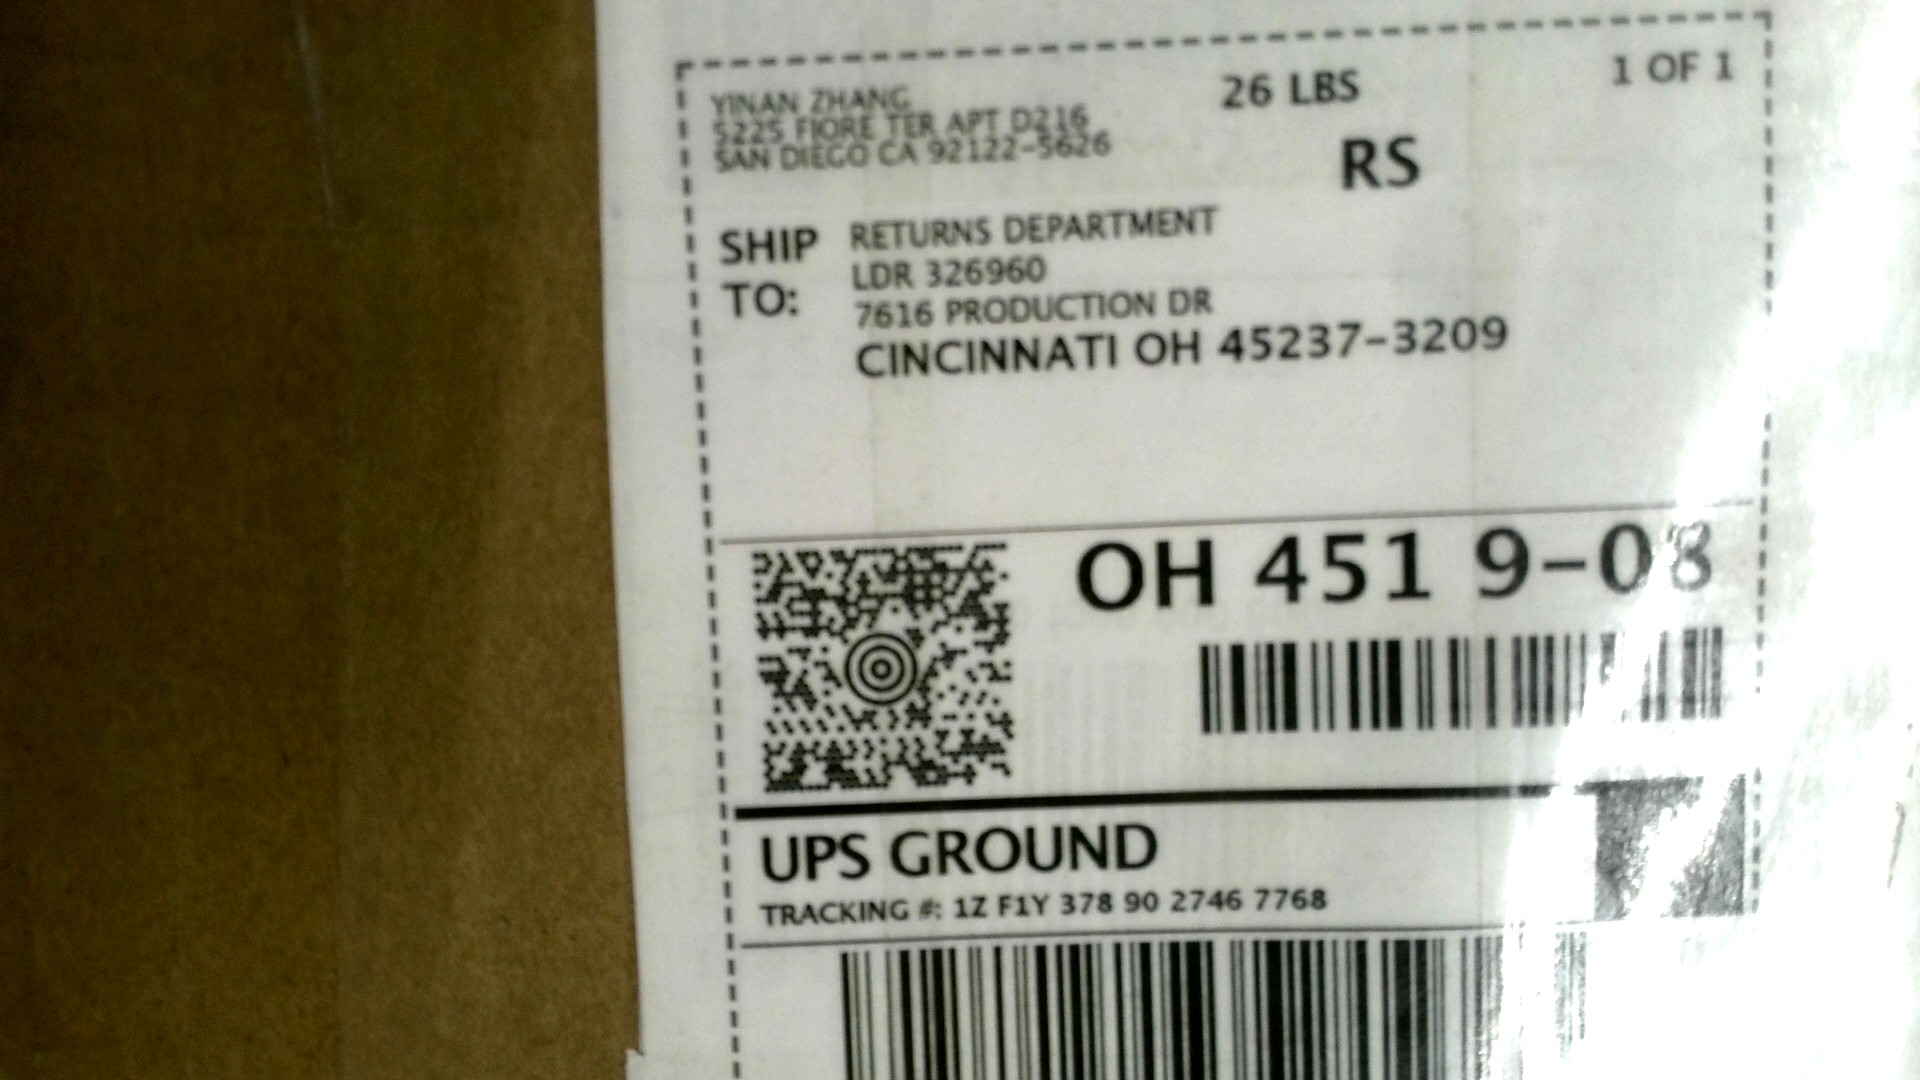 YINAN ZHANG
5225 FIORE TER APT D216
SAN DIEGO CA 92122-5626
26 LBS
1 OF 1
RS
SHIP TO:
RETURNS DEPARTMENT
LDR 326960
7616 PRODUCTION DR
CINCINNATI OH 45237-3209
OH 451 9-08
UPS GROUND
TRACKING #: 1Z F1Y 378 90 2746 7768